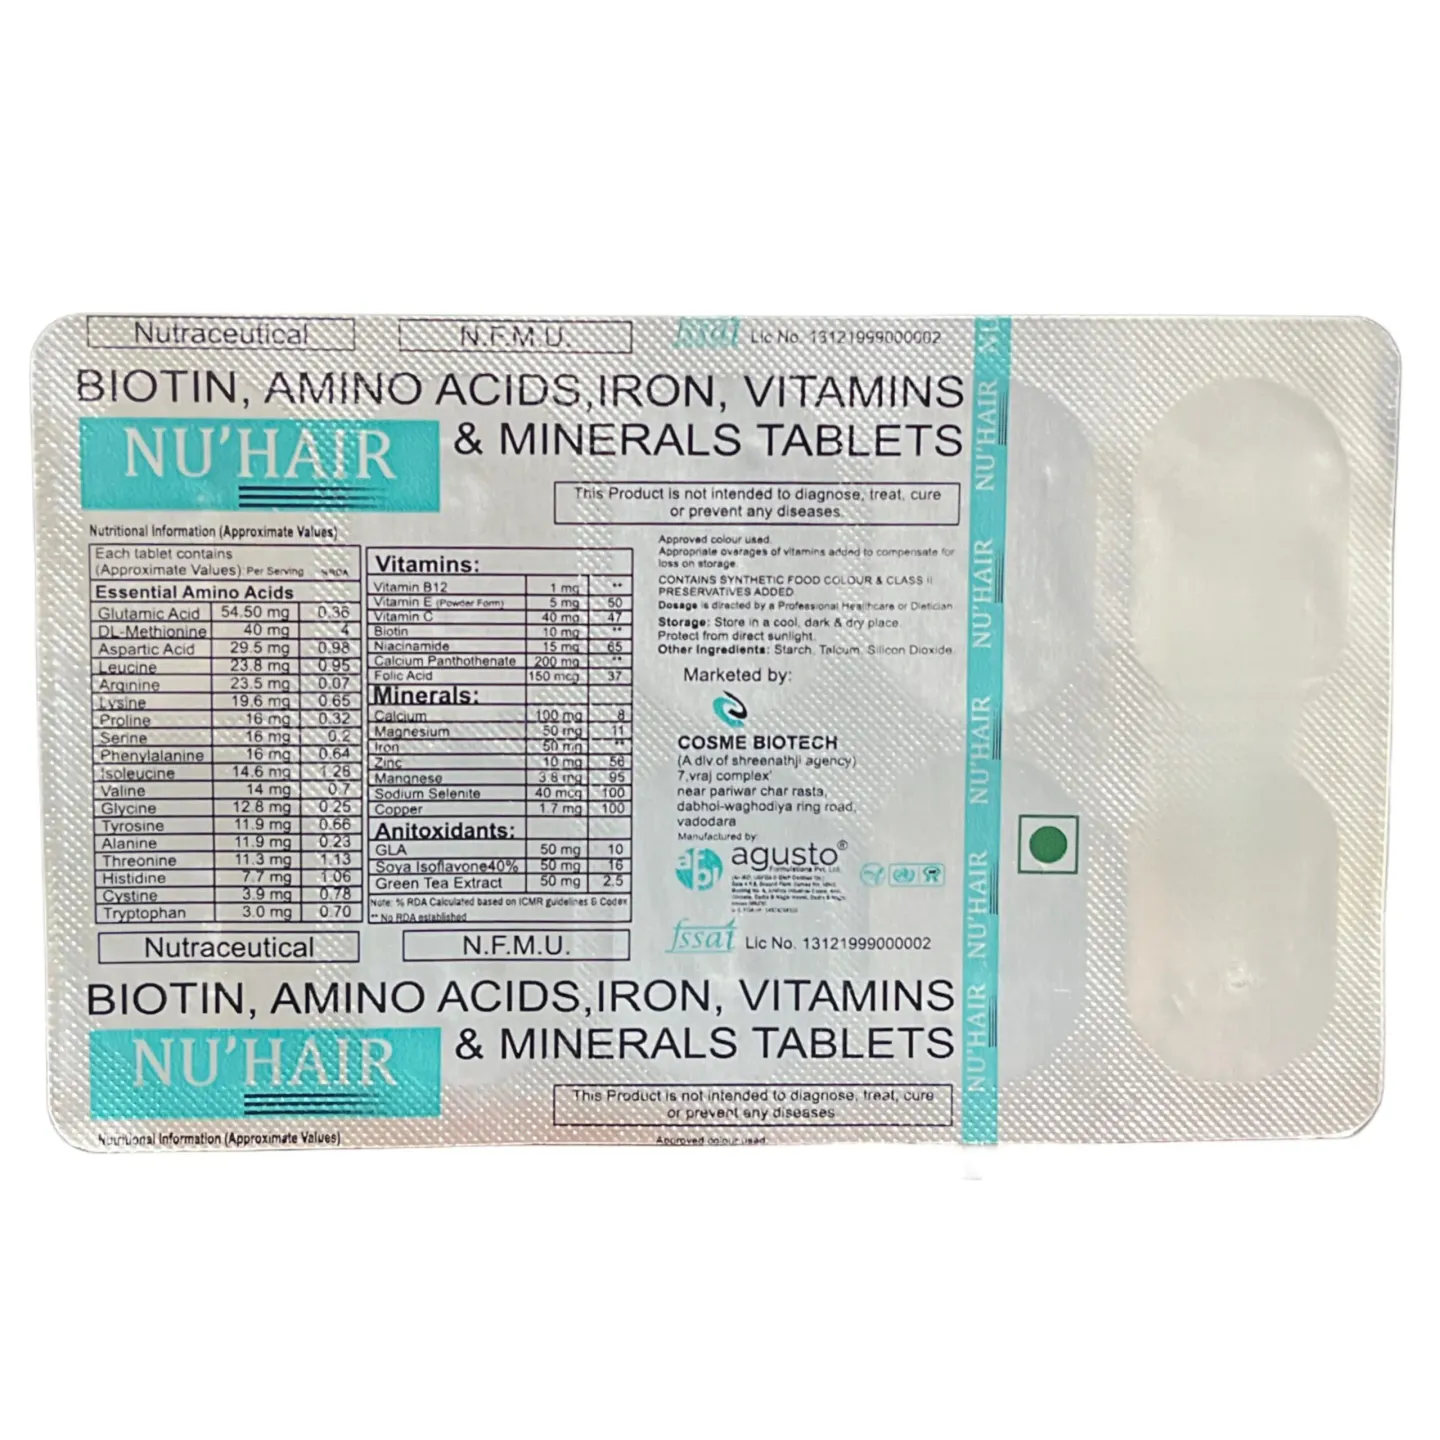 Nutraceutical N.F.M.U. fssai Lic No. 13121999000002
BIOTIN, AMINO ACIDS,IRON, VITAMINS
NU'HAIR & MINERALS TABLETS
This Product is not intended to diagnose, treat, cure
or prevent any diseases.
Nutritional Information (Approximate Values)
Each tablet contains
(Approximate Values) Per Serving %RDA
Essential Amino Acids
Glutamic Acid 54.50 mg 0.36
DL-Methionine 40 mg 4
Aspartic Acid 29.5 mg 0.98
Leucine 23.8 mg 0.95
Arginine 23.5 mg 0.07
Lysine 19.6 mg 0.65
Proline 16 mg 0.32
Serine 16 mg 0.2
Phenylalanine 16 mg 0.64
Isoleucine 14.6 mg 1.26
Valine 14 mg 0.7
Glycine 12.8 mg 0.25
Tyrosine 11.9 mg 0.66
Alanine 11.9 mg 0.23
Threonine 11.3 mg 1.13
Histidine 7.7 mg 1.06
Cystine 3.9 mg 0.78
Tryptophan 3.0 mg 0.70
Vitamins:
Vitamin B12 1 mg **
Vitamin E (Powder Form) 5 mg 50
Vitamin C 40 mg 47
Biotin 10 mg **
Niacinamide 15 mg 65
Calcium Panthothenate 200 mg **
Folic Acid 150 mcg 37
Minerals:
Calcium 100 mg 8
Magnesium 50 mg 11
Iron 50 mg **
Zinc 10 mg 56
Mangnese 3.8 mg 95
Sodium Selenite 40 mcg 100
Copper 1.7 mg 100
Anitoxidants:
GLA 50 mg 10
Soya Isoflavone40% 50 mg 16
Green Tea Extract 50 mg 2.5
Note: % RDA Calculated based on ICMR guidelines & Codex
** No RDA established
Approved colour used.
Appropriate overages of vitamins added to compensate for
loss on storage.
CONTAINS SYNTHETIC FOOD COLOUR & CLASS II
PRESERVATIVES ADDED
Dosage is directed by a Professional Healthcare or Dietician
Storage: Store in a cool, dark & dry place.
Protect from direct sunlight.
Other Ingredients: Starch, Talcum, Silicon Dioxide.
Marketed by:
COSME BIOTECH
(A div of shreenathji agency)
7,vraj complex'
near pariwar char rasta,
dabhoi-waghodiya ring road,
vadodara
Manufactured by:
afpl agusto®
Formulations Pvt. Ltd.
fssai Lic No. 13121999000002
Nutraceutical N.F.M.U.
BIOTIN, AMINO ACIDS,IRON, VITAMINS
NU'HAIR & MINERALS TABLETS
This Product is not intended to diagnose, treat, cure
or prevent any diseases
Nutritional Information (Approximate Values)
Approved colour used.
NU
NU'HAIR
NU'HAIR
NU'HAIR
NU'HAIR
NU'HAIR